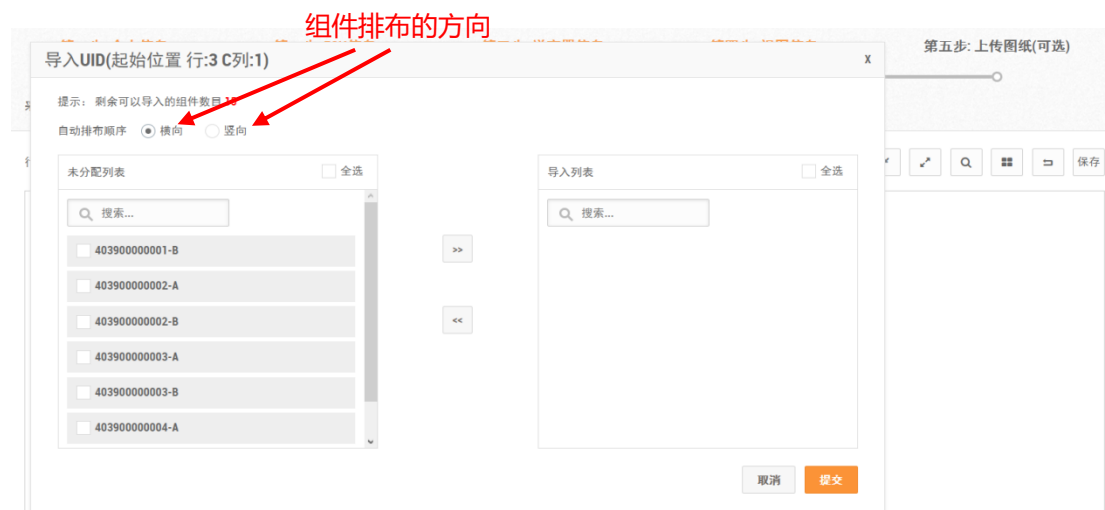 组件排布的方向
第五步: 上传图纸(可选)
导入UID(起始位置 行:3 C列:1)
x
提示: 剩余可以导入的组件数目
自动排布顺序 横向 竖向
未分配列表 全选
导入列表 全选
保存
搜索...
搜索...
403900000001-B
>>
403900000002-A
403900000002-B
<<
403900000003-A
403900000003-B
403900000004-A
取消 提交